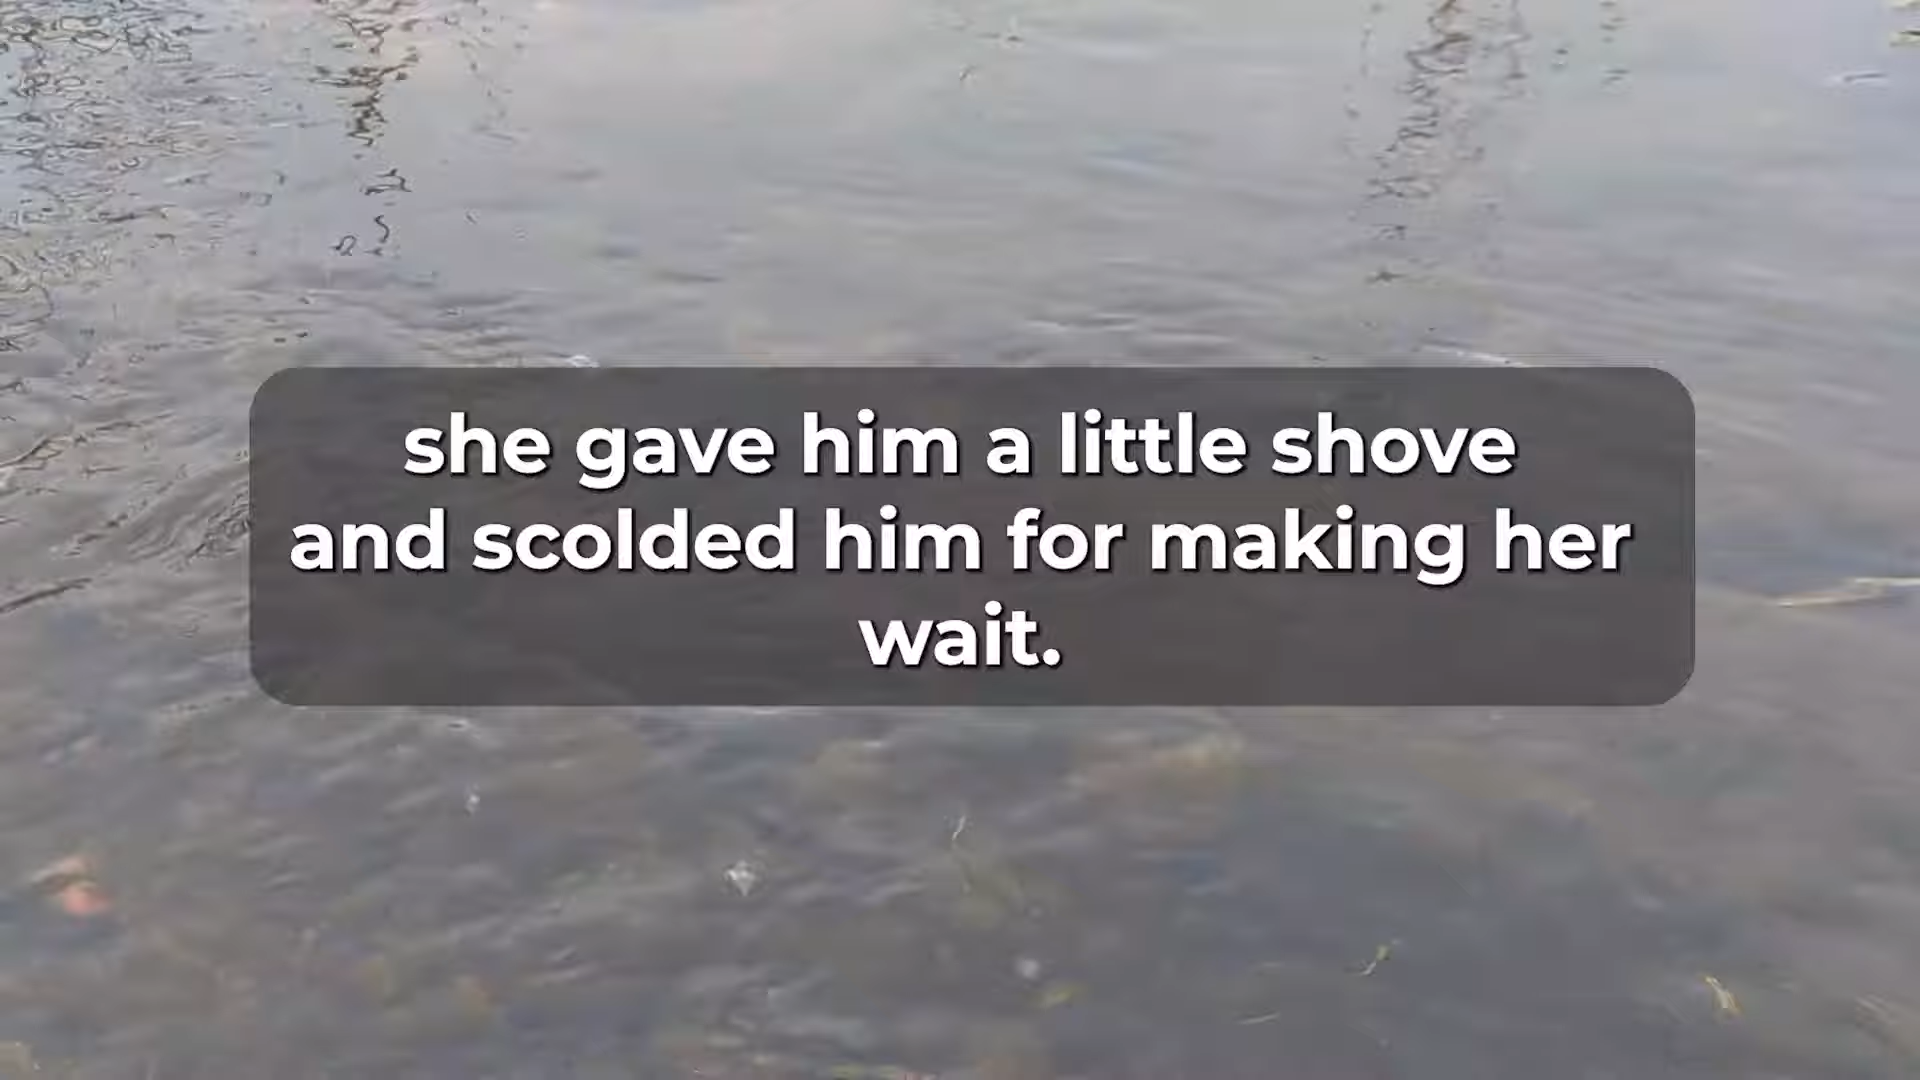 she gave him a little shove
and scolded him for making her
wait.